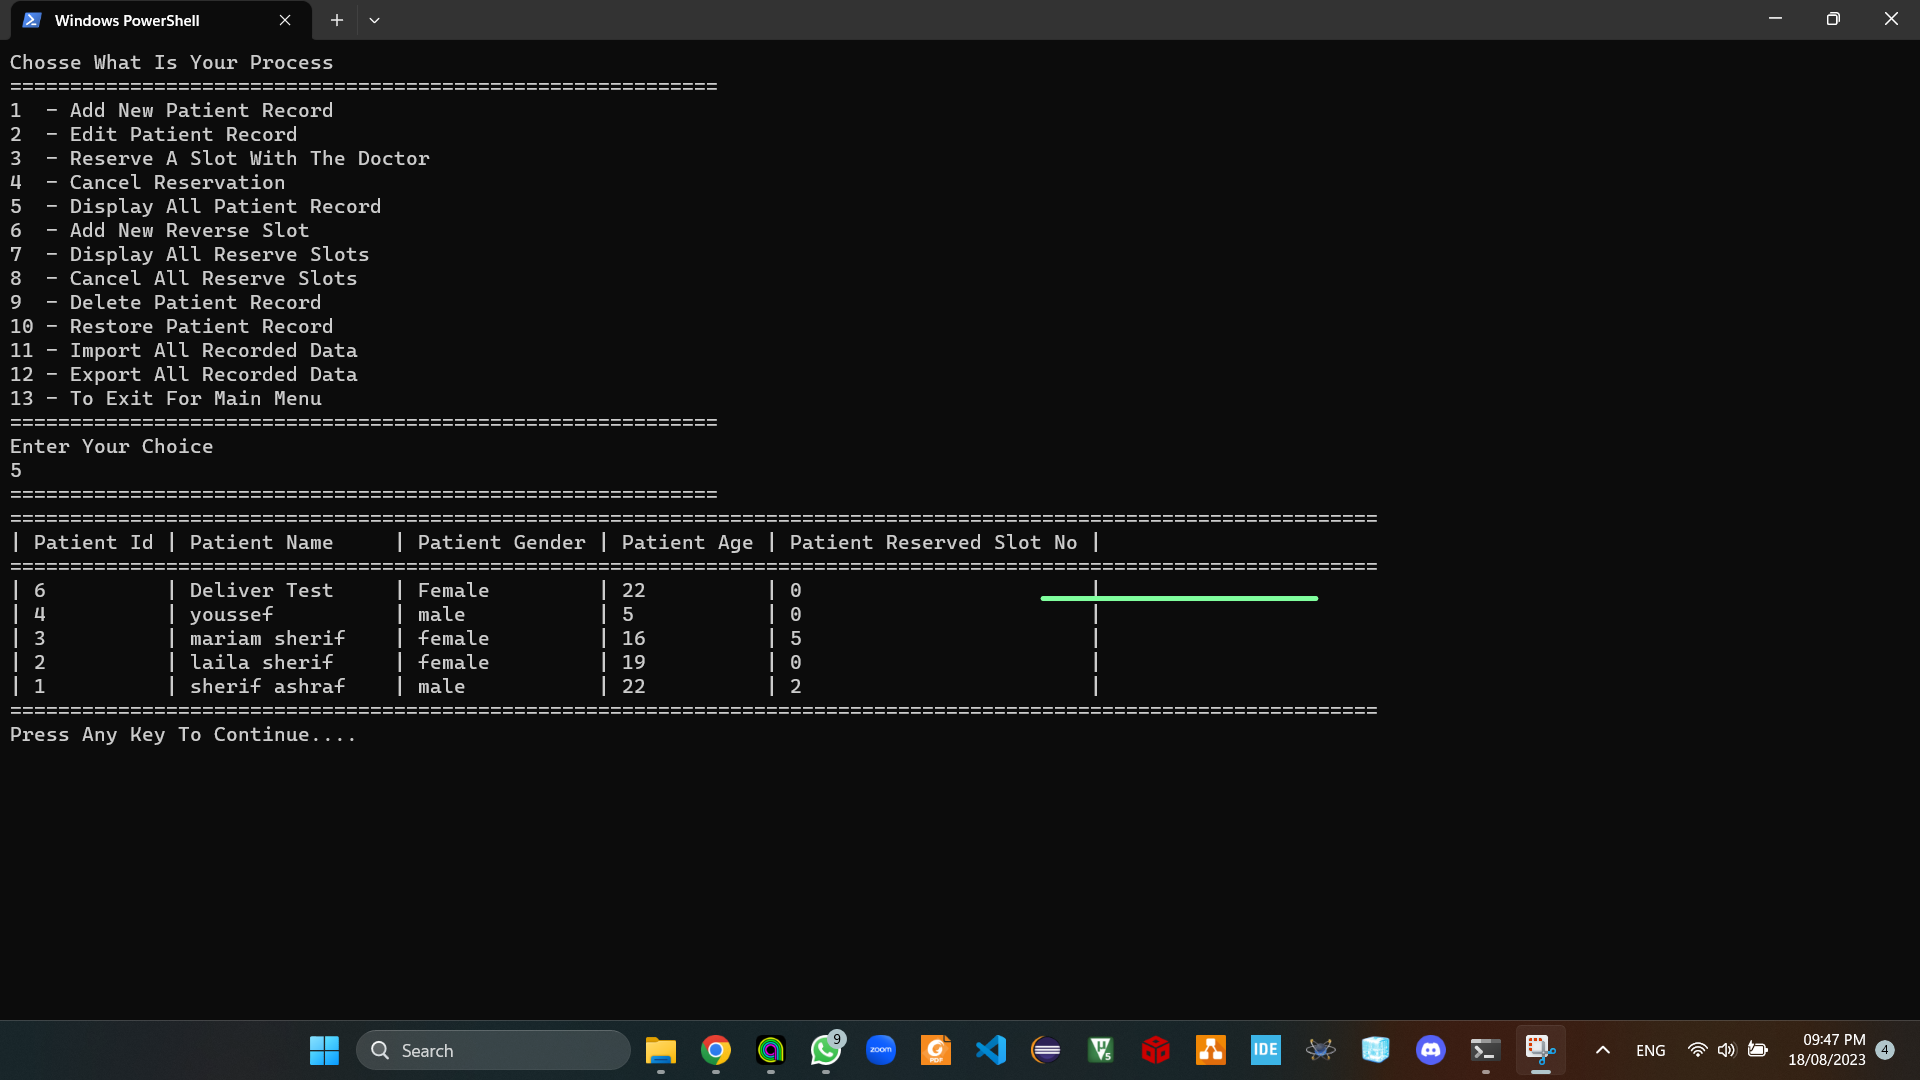 Windows PowerShell
Chosse What Is Your Process
===========================================================
1  - Add New Patient Record
2  - Edit Patient Record
3  - Reserve A Slot With The Doctor
4  - Cancel Reservation
5  - Display All Patient Record
6  - Add New Reverse Slot
7  - Display All Reserve Slots
8  - Cancel All Reserve Slots
9  - Delete Patient Record
10 - Restore Patient Record
11 - Import All Recorded Data
12 - Export All Recorded Data
13 - To Exit For Main Menu
===========================================================
Enter Your Choice
5
===========================================================
==================================================================================================================
| Patient Id | Patient Name     | Patient Gender | Patient Age | Patient Reserved Slot No |
==================================================================================================================
| 6          | Deliver Test     | Female         | 22          | 0                        |
| 4          | youssef          | male           | 5           | 0                        |
| 3          | mariam sherif    | female         | 16          | 5                        |
| 2          | laila sherif     | female         | 19          | 0                        |
| 1          | sherif ashraf    | male           | 22          | 2                        |
==================================================================================================================
Press Any Key To Continue....
Search
9
zoom
PDF
5
IDE
ENG
09:47 PM
18/08/2023
4